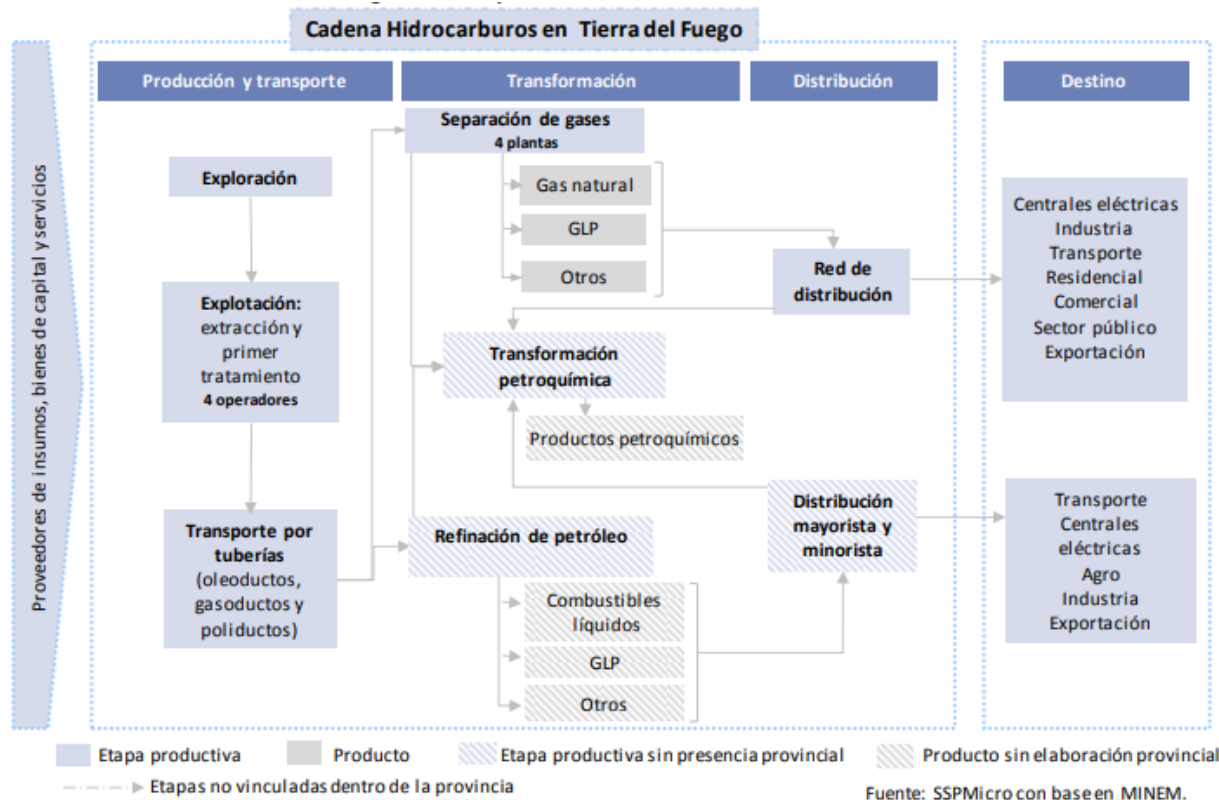 Cadena Hidrocarburos en Tierra del Fuego
Proveedores de insumos, bienes de capital y servicios
Producción y transporte
Transformación
Distribución
Destino
Exploración
Explotación:
extracción y
primer
tratamiento
4 operadores
Transporte por
tuberías
(oleoductos,
gasoductos y
poliductos)
Separación de gases
4 plantas
Gas natural
GLP
Otros
Transformación
petroquímica
Productos petroquímicos
Refinación de petróleo
Combustibles
líquidos
GLP
Otros
Red de
distribución
Distribución
mayorista y
minorista
Centrales eléctricas
Industria
Transporte
Residencial
Comercial
Sector público
Exportación
Transporte
Centrales
eléctricas
Agro
Industria
Exportación
Etapa productiva
Producto
Etapa productiva sin presencia provincial
Producto sin elaboración provincial
Etapas no vinculadas dentro de la provincia
Fuente: SSPMicro con base en MINEM.